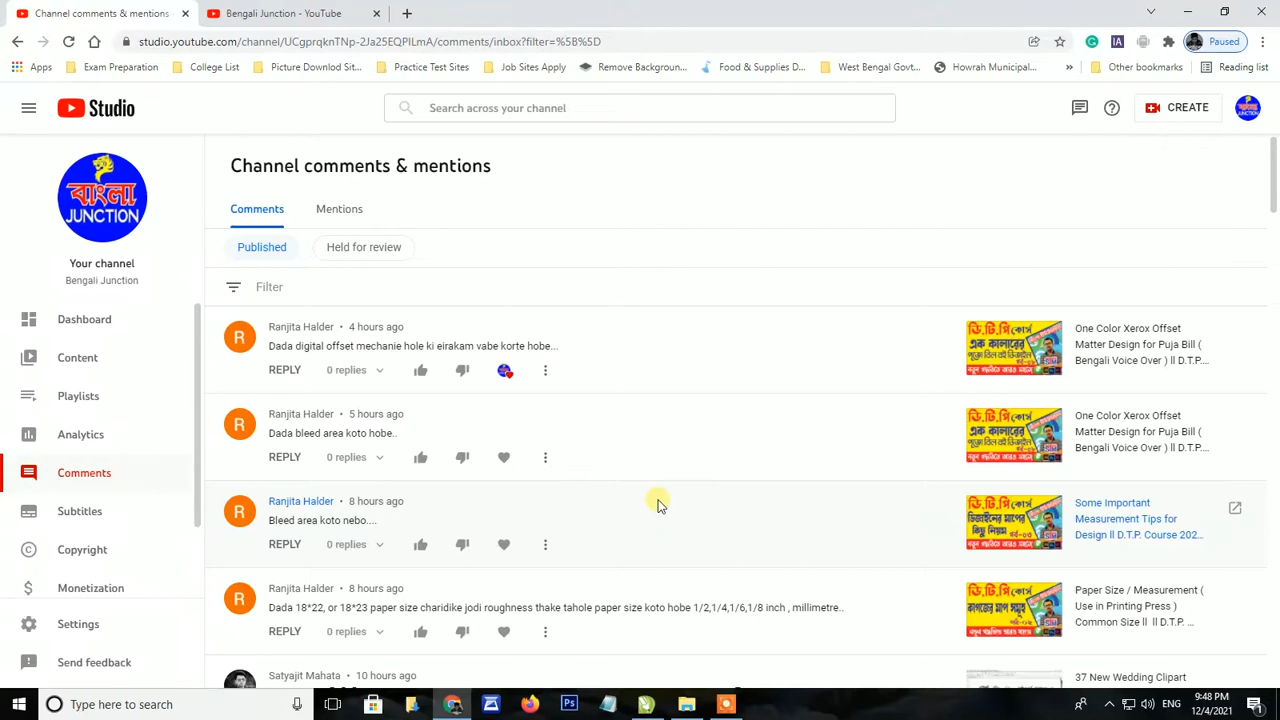 Comments & mentions
Bengali Junction - YouTube
studio.youtube.com/channel/UCgprqknTNp-2Ja25EQPlLmA/comments/inbox?filter=%5B%5D
Paused
Apps
Exam Preparation
College List
Picture Downlod Sit...
Practice Test Sites
Job Sites Apply
Remove Backgroun...
Food & Supplies D...
West Bengal Govt...
Howrah Municipal...
»
Other bookmarks
Reading list
Studio
Search across your channel
CREATE
বাংলা
JUNCTION
Your channel
Bengali Junction
Dashboard
Content
Playlists
Analytics
Comments
Subtitles
Copyright
Monetization
Settings
Send feedback
Channel comments & mentions
Comments
Mentions
Published
Held for review
Filter
R
Ranjita Halder • 4 hours ago
Dada digital offset mechanie hole ki eirakam vabe korte hobe...
REPLY
0 replies
ডি.টি.পি কোর্স
এক কালারের
One Color Xerox Offset
Matter Design for Puja Bill (
Bengali Voice Over ) ll D.T.P....
R
Ranjita Halder • 5 hours ago
Dada bleed area koto hobe..
REPLY
0 replies
ডি.টি.পি কোর্স
এক কালারের
One Color Xerox Offset
Matter Design for Puja Bill (
Bengali Voice Over ) ll D.T.P....
R
Ranjita Halder • 8 hours ago
Bleed area koto nebo....
REPLY
0 replies
ডি.টি.পি কোর্স
ডিজাইনের মাপের
কিছু নিয়ম
Some Important
Measurement Tips for
Design ll D.T.P. Course 202...
R
Ranjita Halder • 8 hours ago
Dada 18*22, or 18*23 paper size charidike jodi roughness thake tahole paper size koto hobe 1/2,1/4,1/6,1/8 inch , millimetre..
REPLY
0 replies
ডি.টি.পি কোর্স
কাগজের মাপ সমূহ
Paper Size / Measurement (
Use in Printing Press )
Common Size ll ll D.T.P. ...
Satyajit Mahata • 10 hours ago
37 New Wedding Clipart
Type here to search
ENG
9:48 PM
12/4/2021